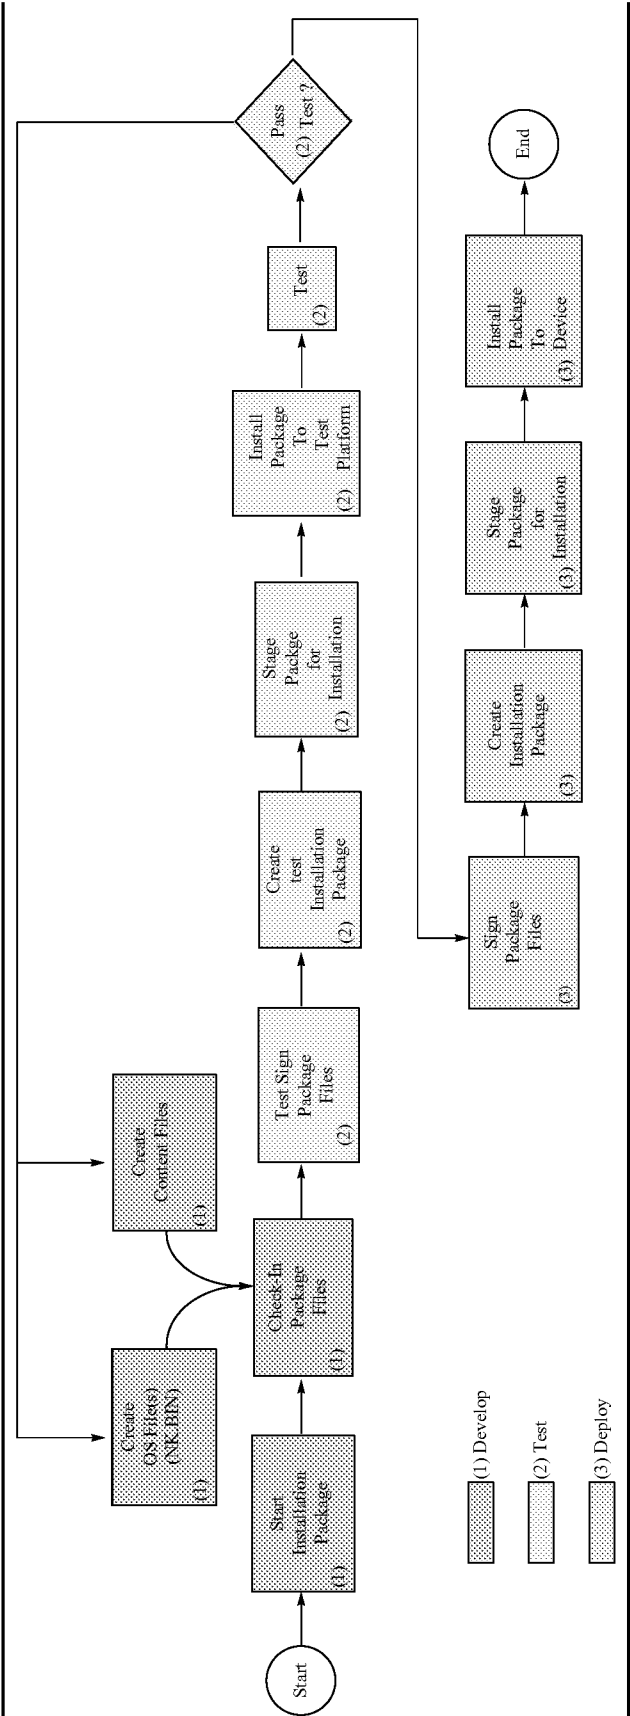 Create
OS File(s)
(NK.BIN)
(1)
Create
Content Files
(1)
Start
Start
Installation
Package
(1)
Check-In
Package
Files
(1)
Test Sign
Package
Files
(2)
Create
test
Installation
Package
(2)
Stage
Packge
for
Installation
(2)
Install
Package
To
Test
Platform
(2)
Test
(2)
Pass
(2) Test ?
Sign
Package
Files
(3)
Create
Installation
Package
(3)
Stage
Package
for
Installation
(3)
Install
Package
To
Device
(3)
End
(1) Develop
(2) Test
(3) Deploy